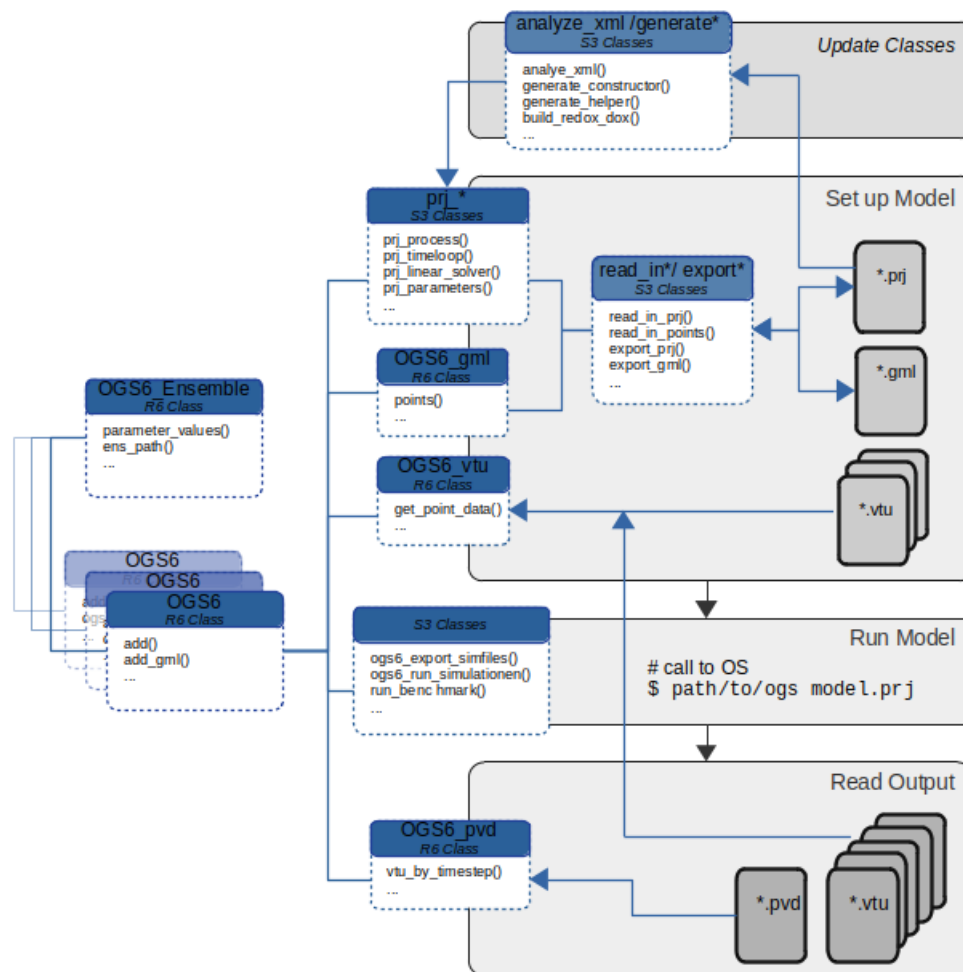 analyze_xml /generate*
S3 Classes
analye_xml()
generate_constructor()
generate_helper()
build_redox_dox()
...
Update Classes
prj_*
S3 Classes
prj_process()
prj_timeloop()
prj_linear_solver()
prj_parameters()
...
Set up Model
read_in*/ export*
S3 Classes
read_in_prj()
read_in_points()
export_prj()
export_gml()
...
*.prj
*.gml
*.vtu
OGS6_gml
R6 Class
points()
...
OGS6_Ensemble
R6 Class
parameter_values()
ens_path()
...
OGS6_vtu
R6 Class
get_point_data()
...
OGS6
OGS6
OGS6
R6 Class
add()
add_gml()
...
S3 Classes
ogs6_export_simfiles()
ogs6_run_simulationen()
run_benc hmark()
...
Run Model
# call to OS
$ path/to/ogs model.prj
Read Output
OGS6_pvd
R6 Class
vtu_by_timestep()
...
*.pvd
*.vtu